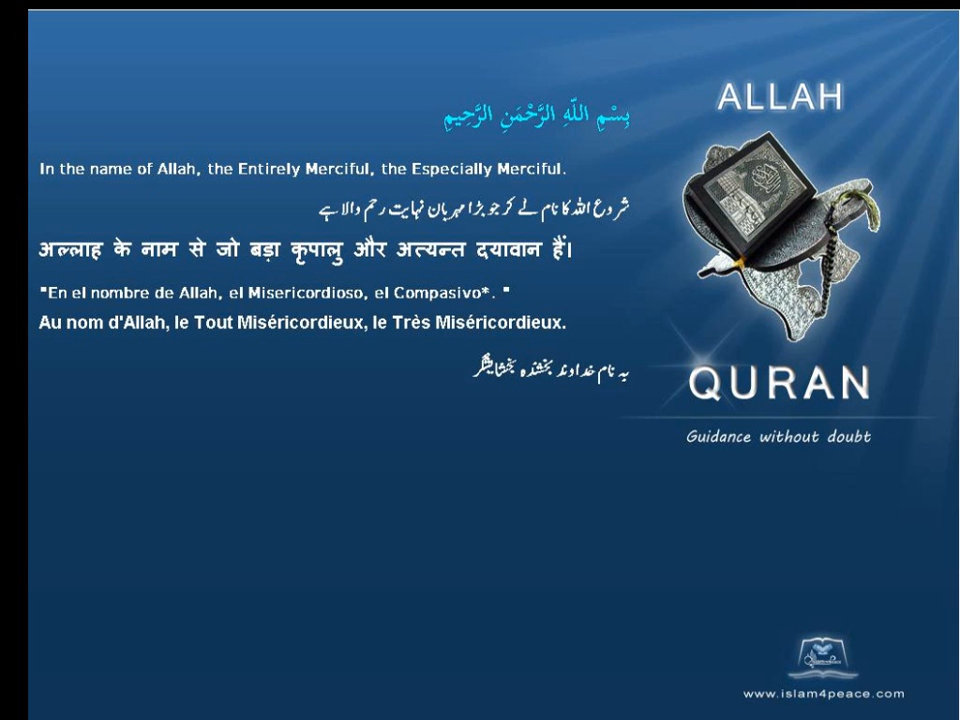 بِسْمِ اللّهِ الرَّحْمَنِ الرَّحِيمِ
In the name of Allah, the Entirely Merciful, the Especially Merciful.
شروع الله کا نام لے کر جو بڑا مہربان نہایت رحم والا ہے
अल्लाह के नाम से जो बड़ा कृपालु और अत्यन्त दयावान हैं।
"En el nombre de Allah, el Misericordioso, el Compasivo*. "
Au nom d'Allah, le Tout Miséricordieux, le Très Miséricordieux.
به نام خداوند بخشنده بخشایشگر
ALLAH
QURAN
Guidance without doubt
www.islam4peace.com